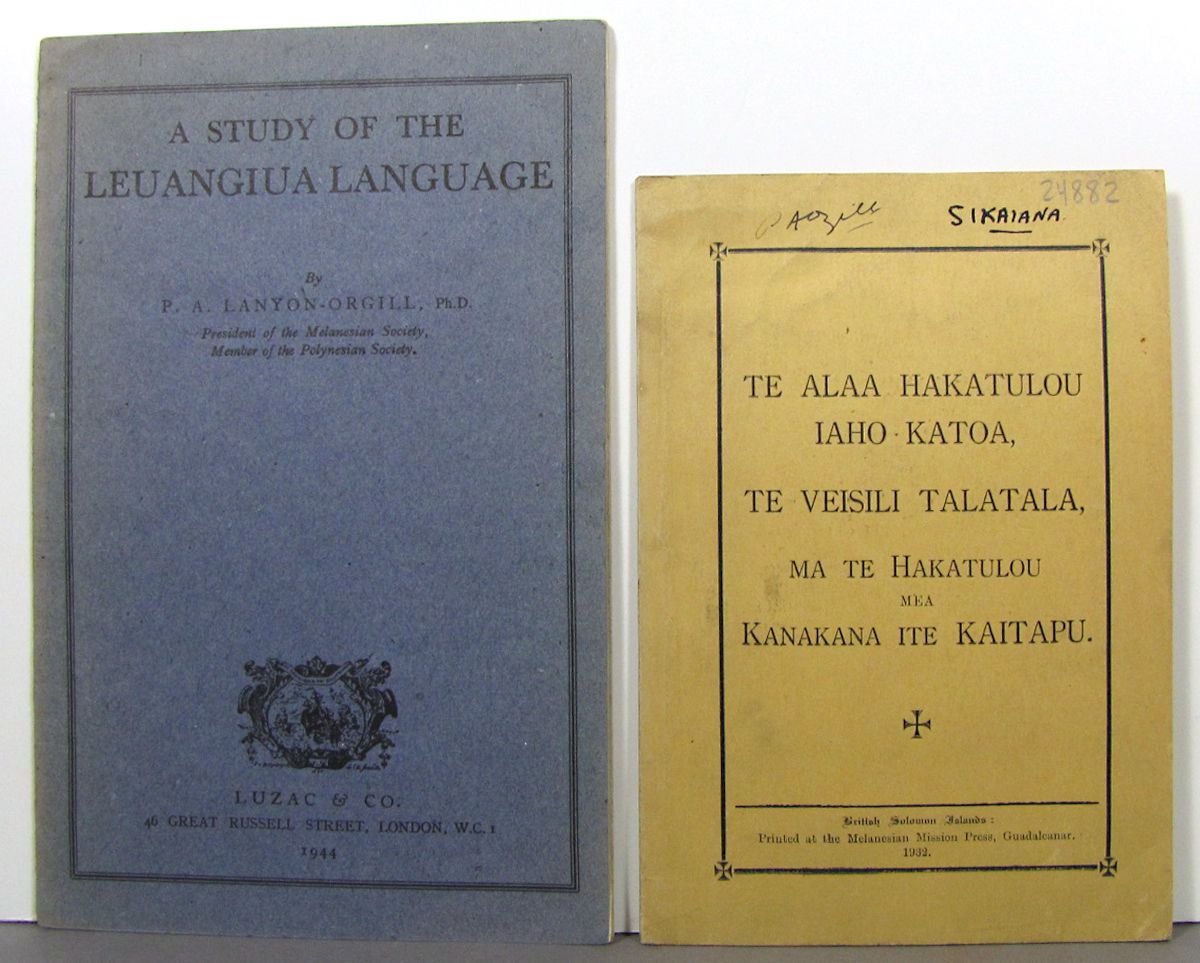 A STUDY OF THE
LEUANGIUA LANGUAGE
By
P. A. LANYON-ORGILL, Ph.D.
President of the Melanesian Society,
Member of the Polynesian Society.
LUZAC & CO.
46 GREAT RUSSELL STREET, LONDON, W.C. 1
1944
24882
SIKAIANA
TE ALAA HAKATULOU
IAHO KATOA,
TE VEISILI TALATALA,
MA TE HAKATULOU
MEA
KANAKANA ITE KAITAPU.
British Solomon Islands:
Printed at the Melanesian Mission Press, Guadalcanar.
1932.